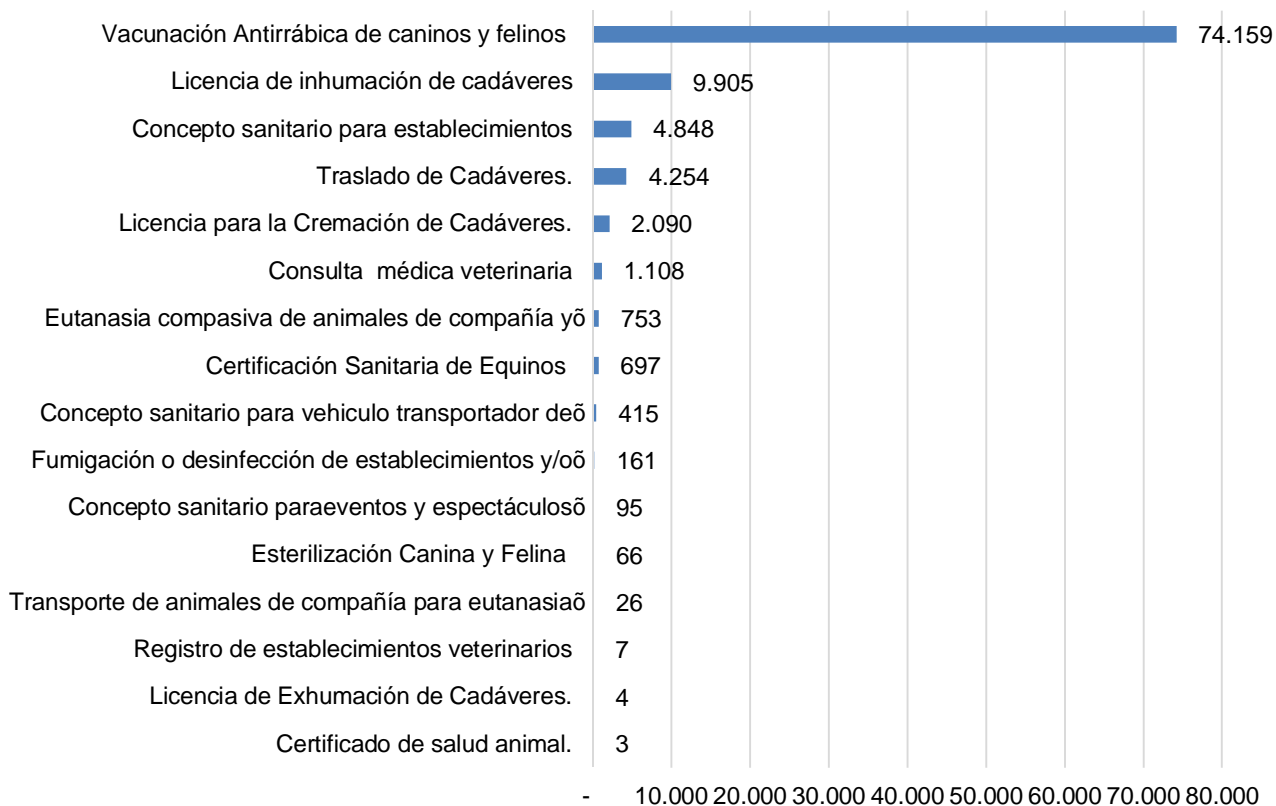 Vacunación Antirrábica de caninos y felinos 74.159
Licencia de inhumación de cadáveres 9.905
Concepto sanitario para establecimientos 4.848
Traslado de Cadáveres. 4.254
Licencia para la Cremación de Cadáveres. 2.090
Consulta médica veterinaria 1.108
Eutanasia compasiva de animales de compañía yõ 753
Certificación Sanitaria de Equinos 697
Concepto sanitario para vehiculo transportador deõ 415
Fumigación o desinfección de establecimientos y/oõ 161
Concepto sanitario paraeventos y espectáculosõ 95
Esterilización Canina y Felina 66
Transporte de animales de compañía para eutanasiaõ 26
Registro de establecimientos veterinarios 7
Licencia de Exhumación de Cadáveres. 4
Certificado de salud animal. 3
- 10.000 20.000 30.000 40.000 50.000 60.000 70.000 80.000